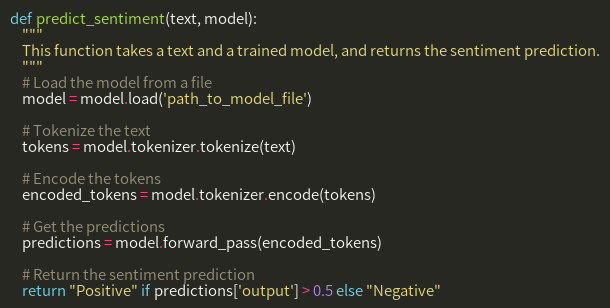 def predict_sentiment(text, model):
    """
    This function takes a text and a trained model, and returns the sentiment prediction.
    """
    # Load the model from a file
    model = model.load('path_to_model_file')

    # Tokenize the text
    tokens = model.tokenizer.tokenize(text)

    # Encode the tokens
    encoded_tokens = model.tokenizer.encode(tokens)

    # Get the predictions
    predictions = model.forward_pass(encoded_tokens)

    # Return the sentiment prediction
    return "Positive" if predictions['output'] > 0.5 else "Negative"